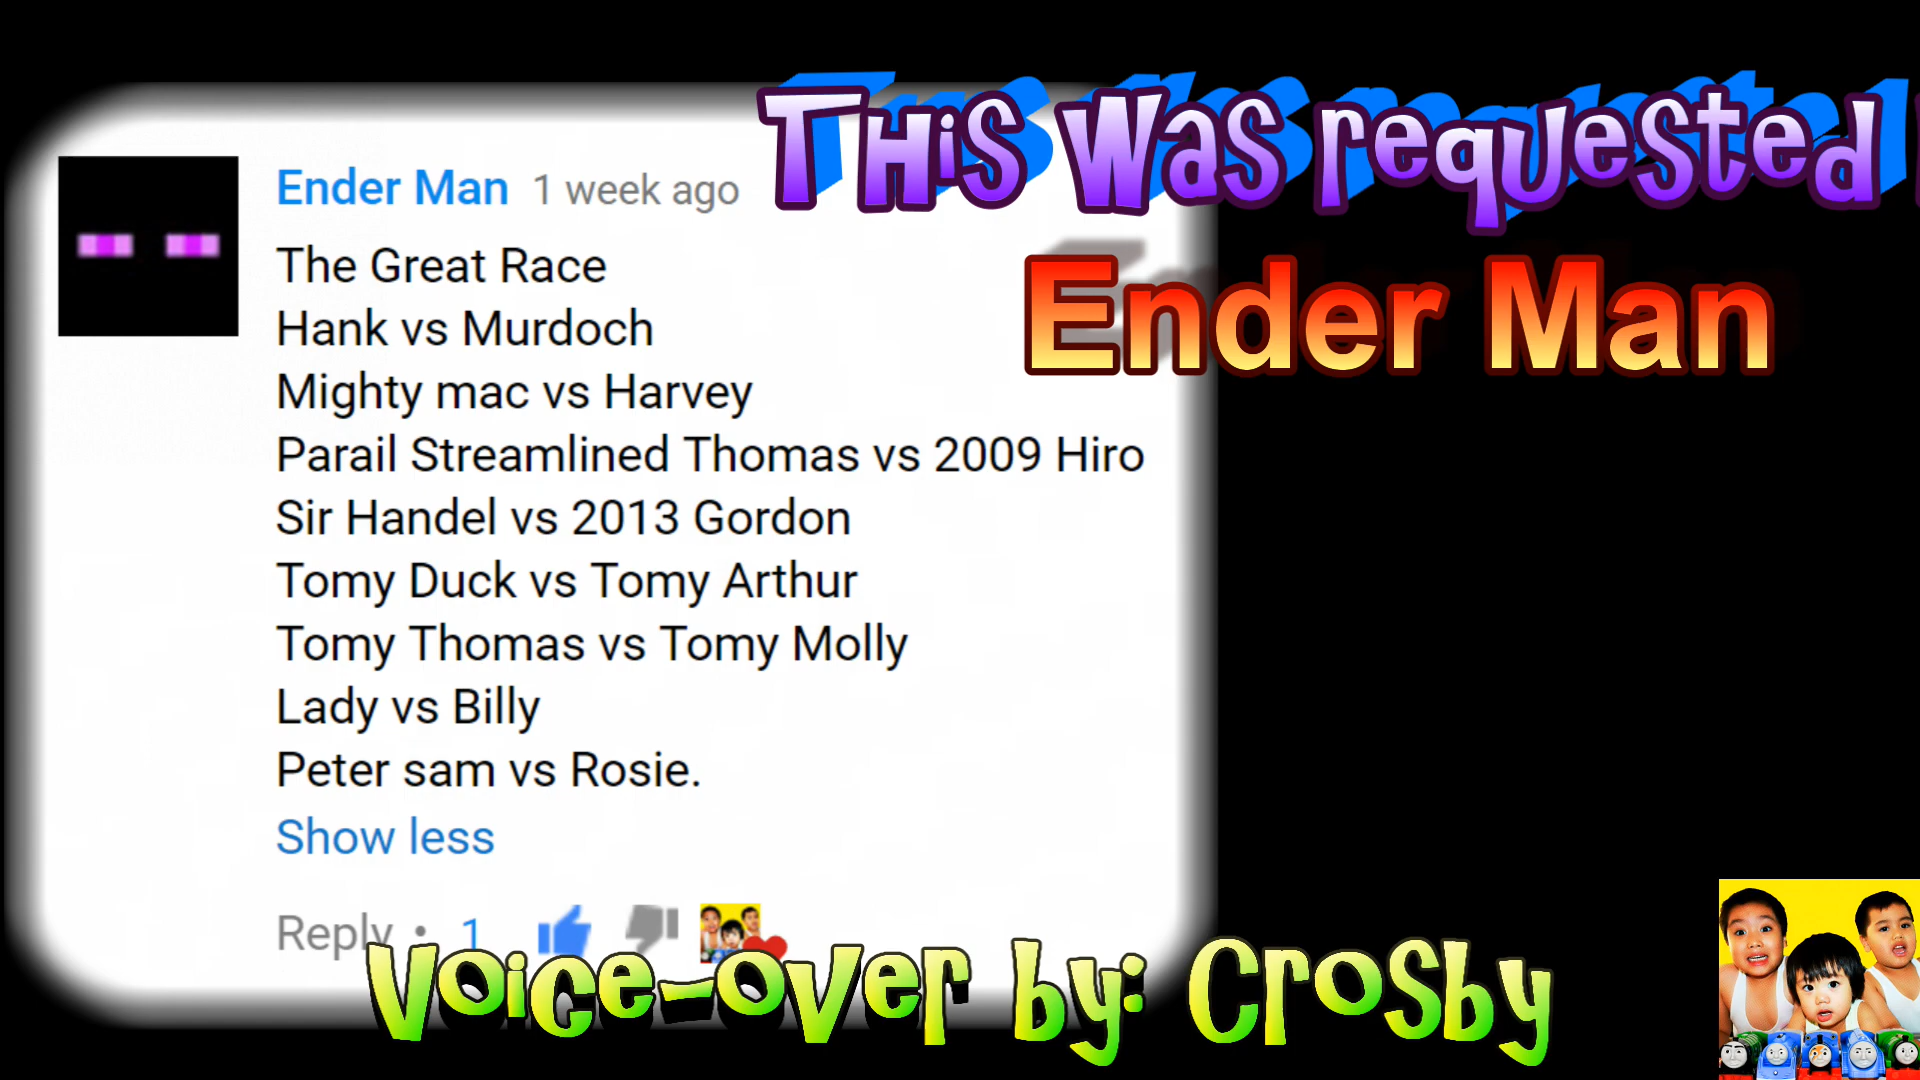 This Was requested
Ender Man
Ender Man 1 week ago
The Great Race
Hank vs Murdoch
Mighty mac vs Harvey
Parail Streamlined Thomas vs 2009 Hiro
Sir Handel vs 2013 Gordon
Tomy Duck vs Tomy Arthur
Tomy Thomas vs Tomy Molly
Lady vs Billy
Peter sam vs Rosie.
Show less
Reply • 1
Voice-over by: Crosby